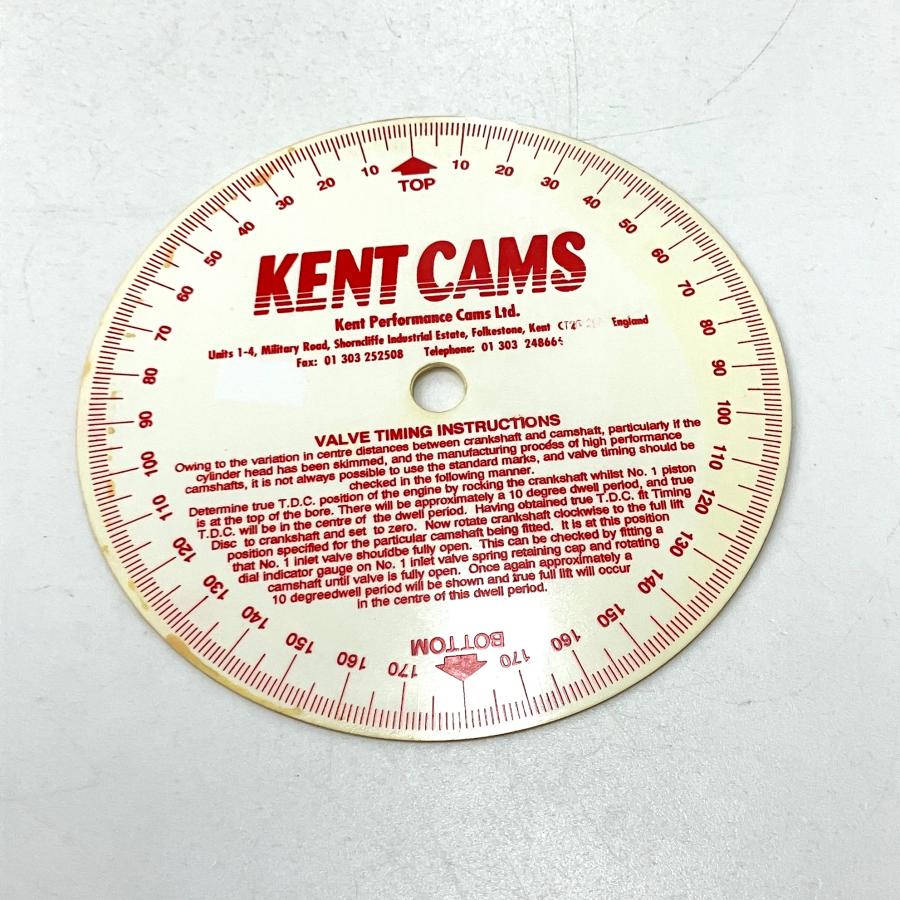 TOP
10 20 30 40 50 60 70 80 90 100 110 120 130 140 150 160 170
10 20 30 40 50 60 70 80 90 100 110 120 130 140 150 160 170
KENT CAMS
Kent Performance Cams Ltd.
Units 1-4, Military Road, Shorncliffe Industrial Estate, Folkestone, Kent England
Fax: 01 303 252508 Telephone: 01 303
VALVE TIMING INSTRUCTIONS
Owing to the variation in centre distances between crankshaft and camshaft, particularly if the
cylinder head has not been skimmed, and the manufacturing process of high performance
camshafts, it is not always possible to use the standard marks, and valve timing should be
checked in the following manner.
Determine true T.D.C. position of the engine by rocking the crankshaft whilst No. 1 piston
is at the top of the bore. There will be approximately a 10 degree dwell period, and true
T.D.C. will be in the centre of the dwell period. Having obtained true T.D.C. fit Timing
Disc to crankshaft and set to zero. Now rotate crankshaft clockwise to the full lift
position specified for the particular camshaft being fitted. It is at this position
that No. 1 inlet valve shouldbe fully open. This can be checked by fitting a
dial indicator gauge on No. 1 inlet valve spring retaining cap and rotating
camshaft until valve is fully open. Once again approximately a
10 degreedwell period will be shown and true full lift will occur
in the centre of this dwell period.
BOTTOM